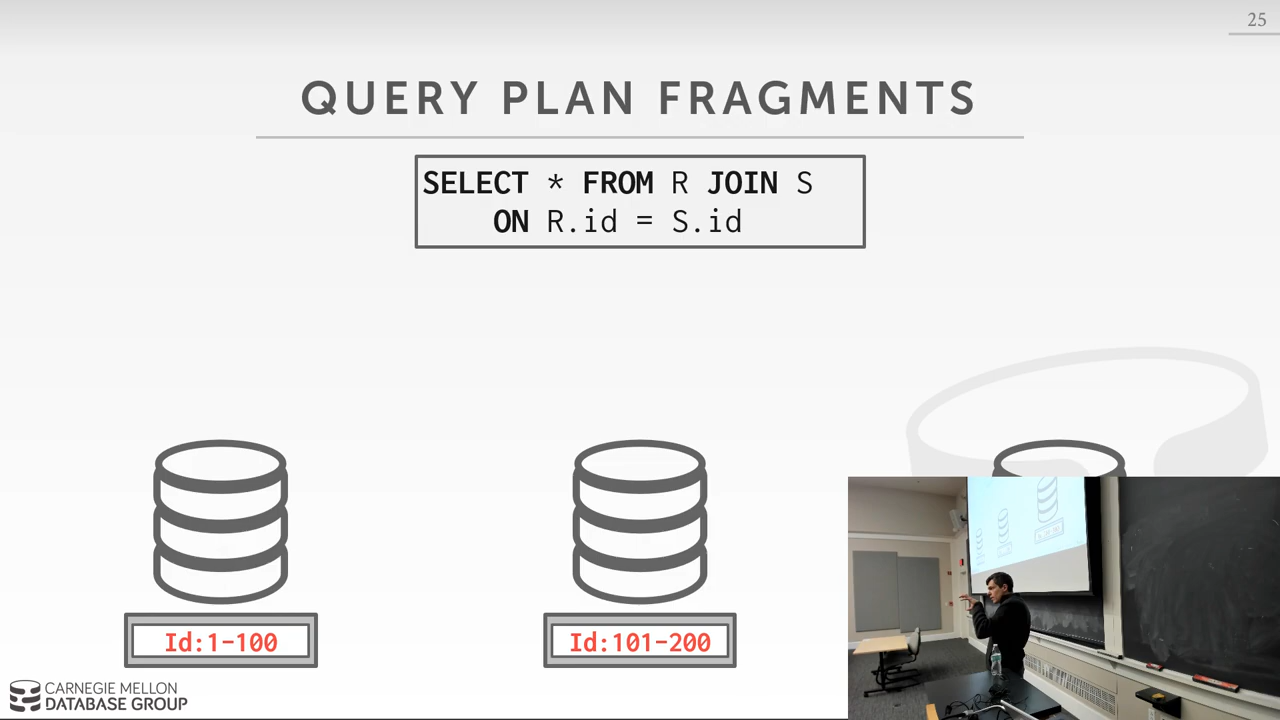 25
QUERY PLAN FRAGMENTS
SELECT * FROM R JOIN S
ON R.id = S.id
Id:1-100
Id:101-200
CARNEGIE MELLON
DATABASE GROUP